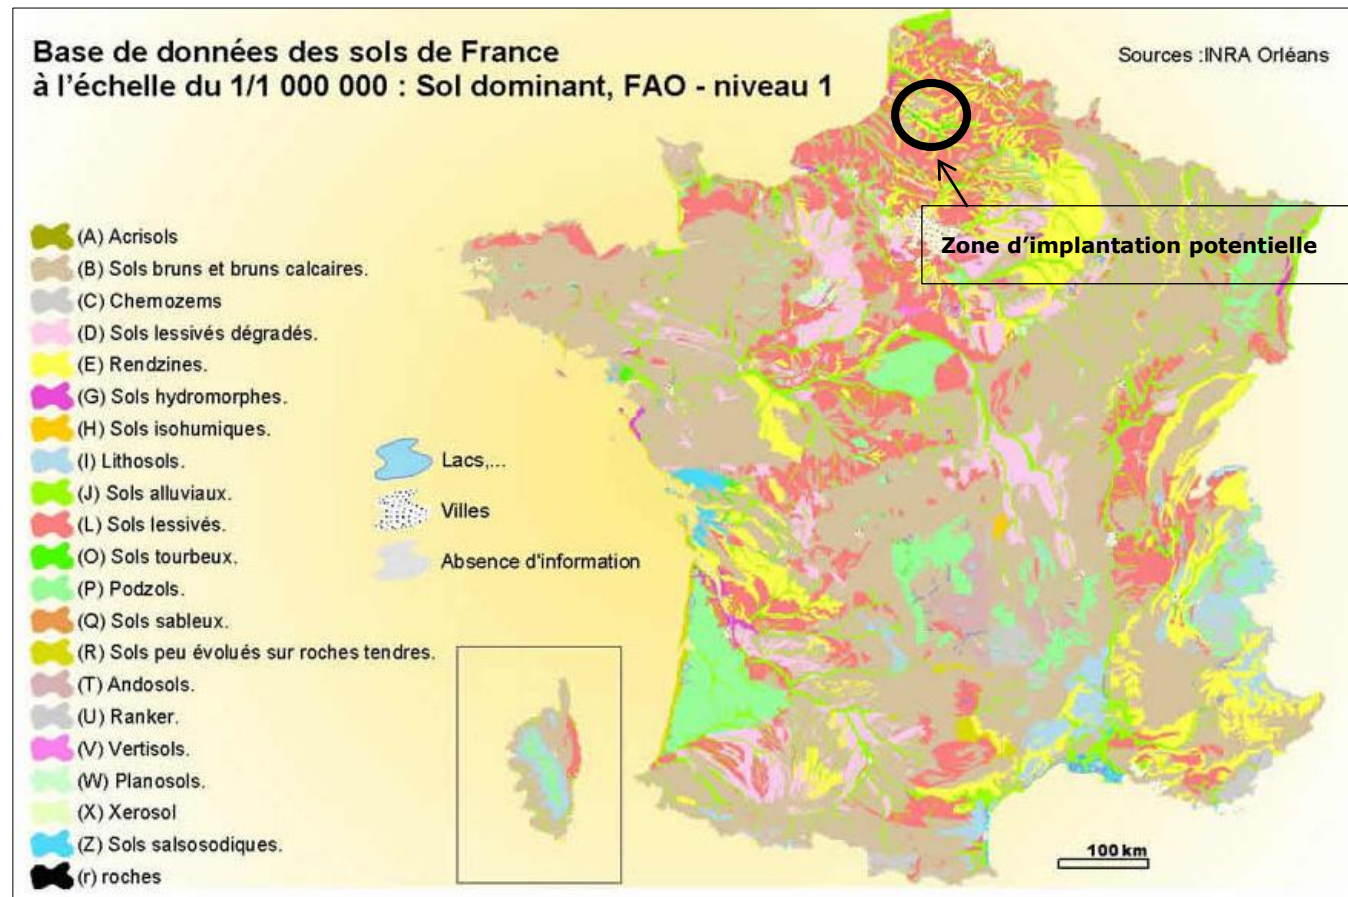 Base de données des sols de France
à l'échelle du 1/1 000 000 : Sol dominant, FAO - niveau 1
Sources :INRA Orléans
Zone d'implantation potentielle
(A) Acrisols
(B) Sols bruns et bruns calcaires.
(C) Chemozems
(D) Sols lessivés dégradés.
(E) Rendzines.
(G) Sols hydromorphes.
(H) Sols isohumiques.
(I) Lithosols.
(J) Sols alluviaux.
(L) Sols lessivés.
(O) Sols tourbeux.
(P) Podzols.
(Q) Sols sableux.
(R) Sols peu évolués sur roches tendres.
(T) Andosols.
(U) Ranker.
(V) Vertisols.
(W) Planosols.
(X) Xerosol
(Z) Sols salsosodiques.
(r) roches
Lacs,...
Villes
Absence d'information
100 km